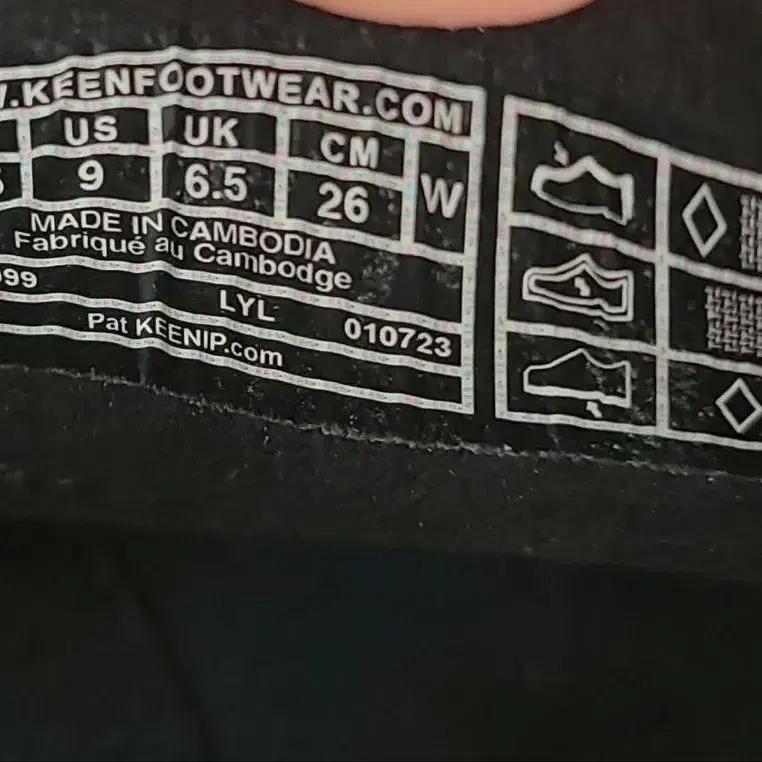 .KEENFOOTWEAR.COM
US UK CM W
9 6.5 26
MADE IN CAMBODIA
Fabriqué au Cambodge
99 LYL 010723
Pat KEENIP.com